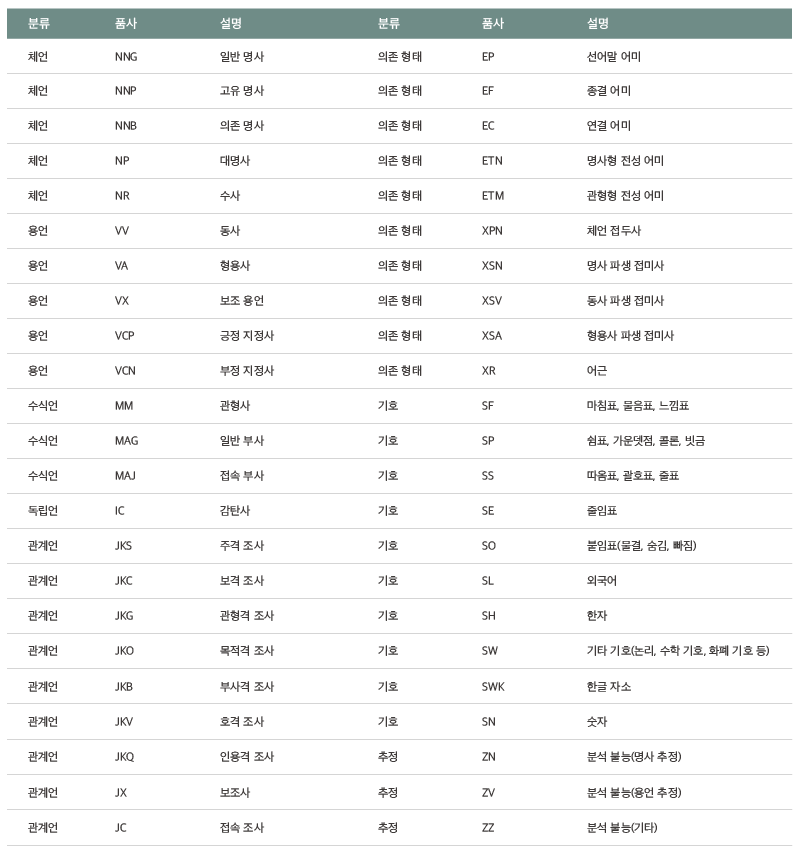 분류 품사 설명 분류 품사 설명
체언 NNG 일반 명사 의존 형태 EP 선어말 어미
체언 NNP 고유 명사 의존 형태 EF 종결 어미
체언 NNB 의존 명사 의존 형태 EC 연결 어미
체언 NP 대명사 의존 형태 ETN 명사형 전성 어미
체언 NR 수사 의존 형태 ETM 관형형 전성 어미
용언 VV 동사 의존 형태 XPN 체언 접두사
용언 VA 형용사 의존 형태 XSN 명사 파생 접미사
용언 VX 보조 용언 의존 형태 XSV 동사 파생 접미사
용언 VCP 긍정 지정사 의존 형태 XSA 형용사 파생 접미사
용언 VCN 부정 지정사 의존 형태 XR 어근
수식언 MM 관형사 기호 SF 마침표, 물음표, 느낌표
수식언 MAG 일반 부사 기호 SP 쉼표, 가운뎃점, 콜론, 빗금
수식언 MAJ 접속 부사 기호 SS 따옴표, 괄호표, 줄표
독립언 IC 감탄사 기호 SE 줄임표
관계언 JKS 주격 조사 기호 SO 붙임표(물결, 숨김, 빠짐)
관계언 JKC 보격 조사 기호 SL 외국어
관계언 JKG 관형격 조사 기호 SH 한자
관계언 JKO 목적격 조사 기호 SW 기타 기호(논리, 수학 기호, 화폐 기호 등)
관계언 JKB 부사격 조사 기호 SWK 한글 자소
관계언 JKV 호격 조사 기호 SN 숫자
관계언 JKQ 인용격 조사 추정 ZN 분석 불능(명사 추정)
관계언 JX 보조사 추정 ZV 분석 불능(용언 추정)
관계언 JC 접속 조사 추정 ZZ 분석 불능(기타)